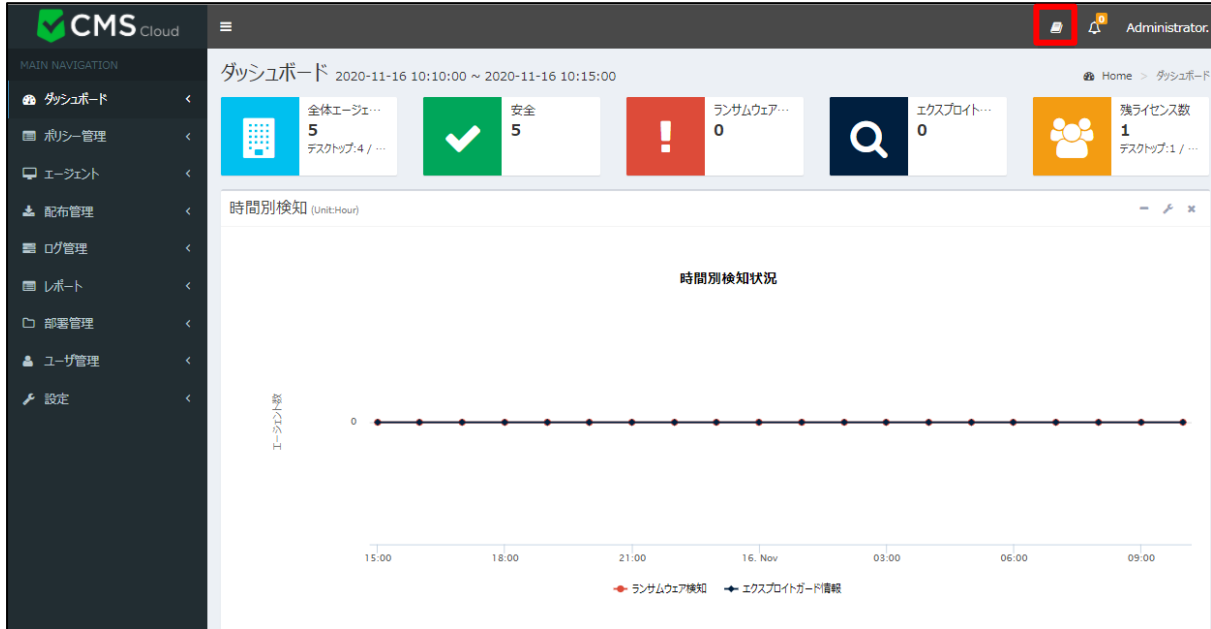 CMS Cloud
0
Administrator.
MAIN NAVIGATION
ダッシュボード
ポリシー管理
エージェント
配布管理
ログ管理
レポート
部署管理
ユーザ管理
設定
ダッシュボード 2020-11-16 10:10:00 ~ 2020-11-16 10:15:00
Home > ダッシュボード
全体エージェ…
5
デスクトップ:4 / …
安全
5
ランサムウェア…
0
エクスプロイト…
0
残ライセンス数
1
デスクトップ:1 / …
時間別検知 (Unit:Hour)
時間別検知状況
エージェント数
0
15:00 18:00 21:00 16. Nov 03:00 06:00 09:00
ランサムウェア検知 エクスプロイトガード情報